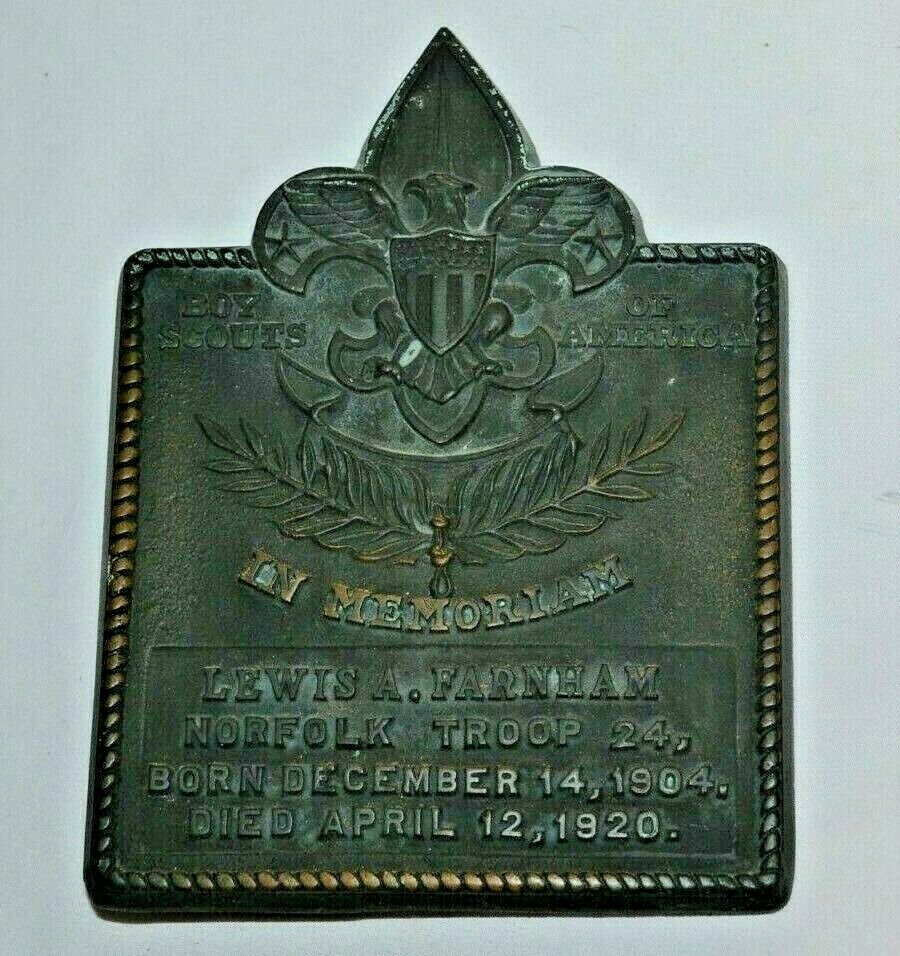 BOY SCOUTS OF AMERICA
IN MEMORIAM
LEWIS A. FARNHAM
NORFOLK TROOP 24,
BORN DECEMBER 14, 1904.
DIED APRIL 12, 1920.